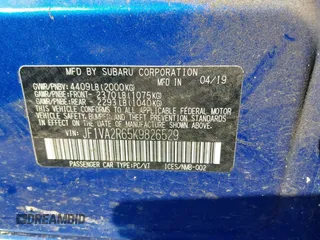 MFD BY SUBARU CORPORATION 04/19
GVWR/PNBV: 4409LB(2000KG)
GAWR/PNBE: FRONT- 2370LB(1075KG)
GAWR/PNBE: REAR- 2293LB(1040KG)
THIS VEHICLE CONFORMS TO ALL APPLICABLE
FEDERAL MOTOR VEHICLE SAFETY, BUMPER, AND
THEFT PREVENTION STANDARDS IN EFFECT ON THE
DATE OF MANUFACTURE SHOWN ABOVE.
VIN: JF1VA2R65K9826529
PASSENGER CAR TYPE:PC/VT ICES/NMB-002
DREAMBID